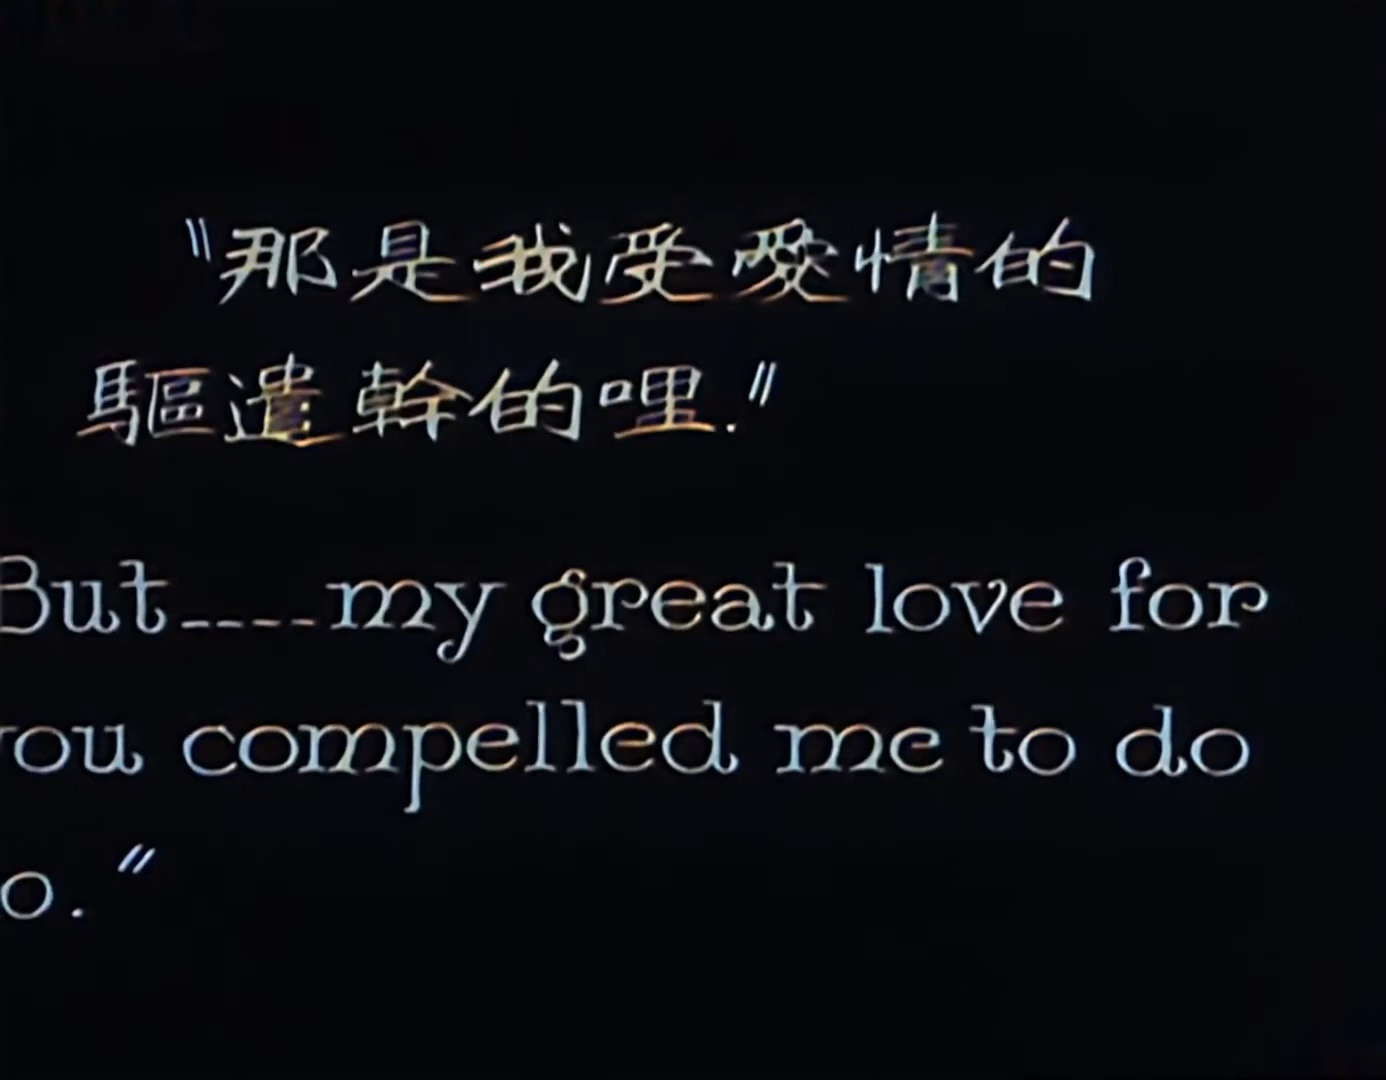 "那是我受愛情的
驅遣幹的哩."
But----my great love for
ou compelled me to do
o."